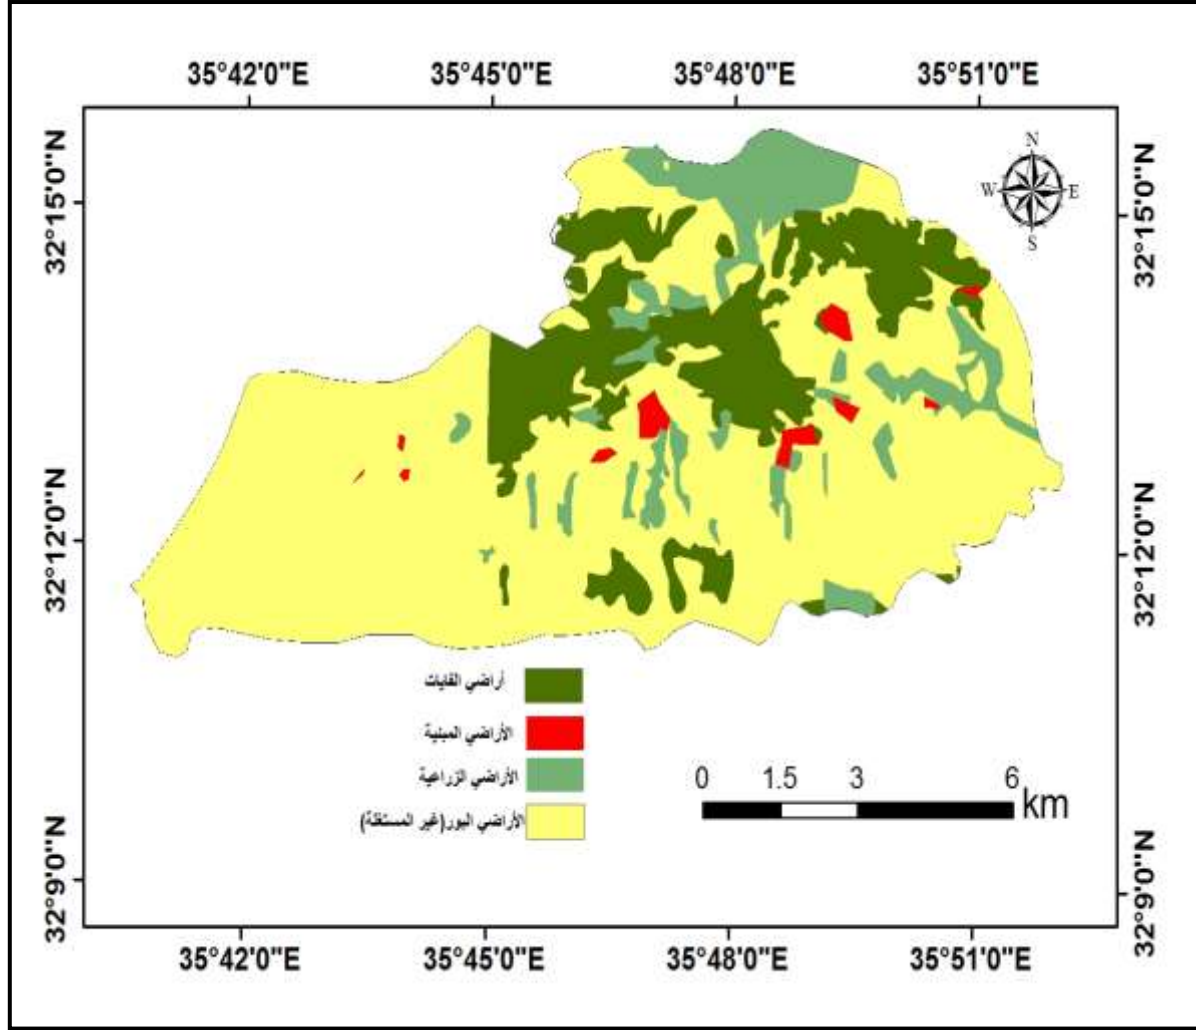 35°42'0"E 35°45'0"E 35°48'0"E 35°51'0"E
N
W E
S
32°15'0"N 32°15'0"N
32°12'0"N 32°12'0"N
أراضي الغابات
الأراضي المبنية
الأراضي الزراعية
الأراضي البور(غير المستغلة)
0 1.5 3 6
km
32°9'0"N 32°9'0"N
35°42'0"E 35°45'0"E 35°48'0"E 35°51'0"E